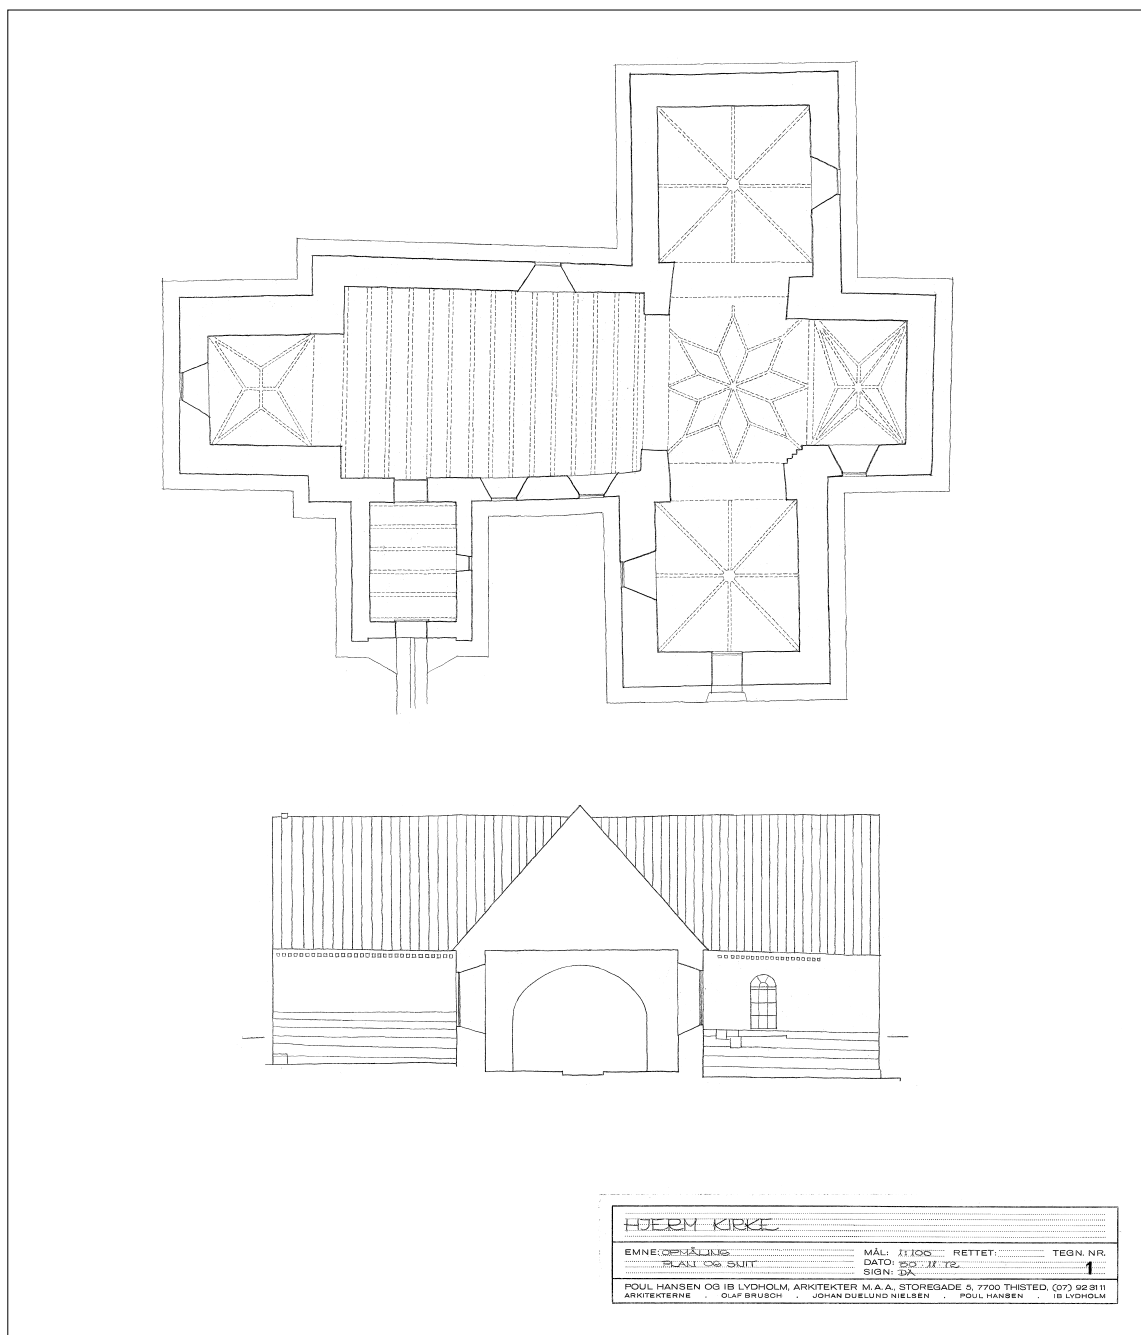 HJERM KIRKE
EMNE: OPMÅLING MÅL: 1:100 RETTET: TEGN. NR.
PLAN OG SNIT DATO: 30.11.72 1
SIGN: DA
POUL HANSEN OG IB LYDHOLM, ARKITEKTER M.A.A., STOREGADE 5, 7700 THISTED, (07) 92 31 11
ARKITEKTERNE . OLAF BRUSCH . JOHAN DUELUND NIELSEN . POUL HANSEN . IB LYDHOLM